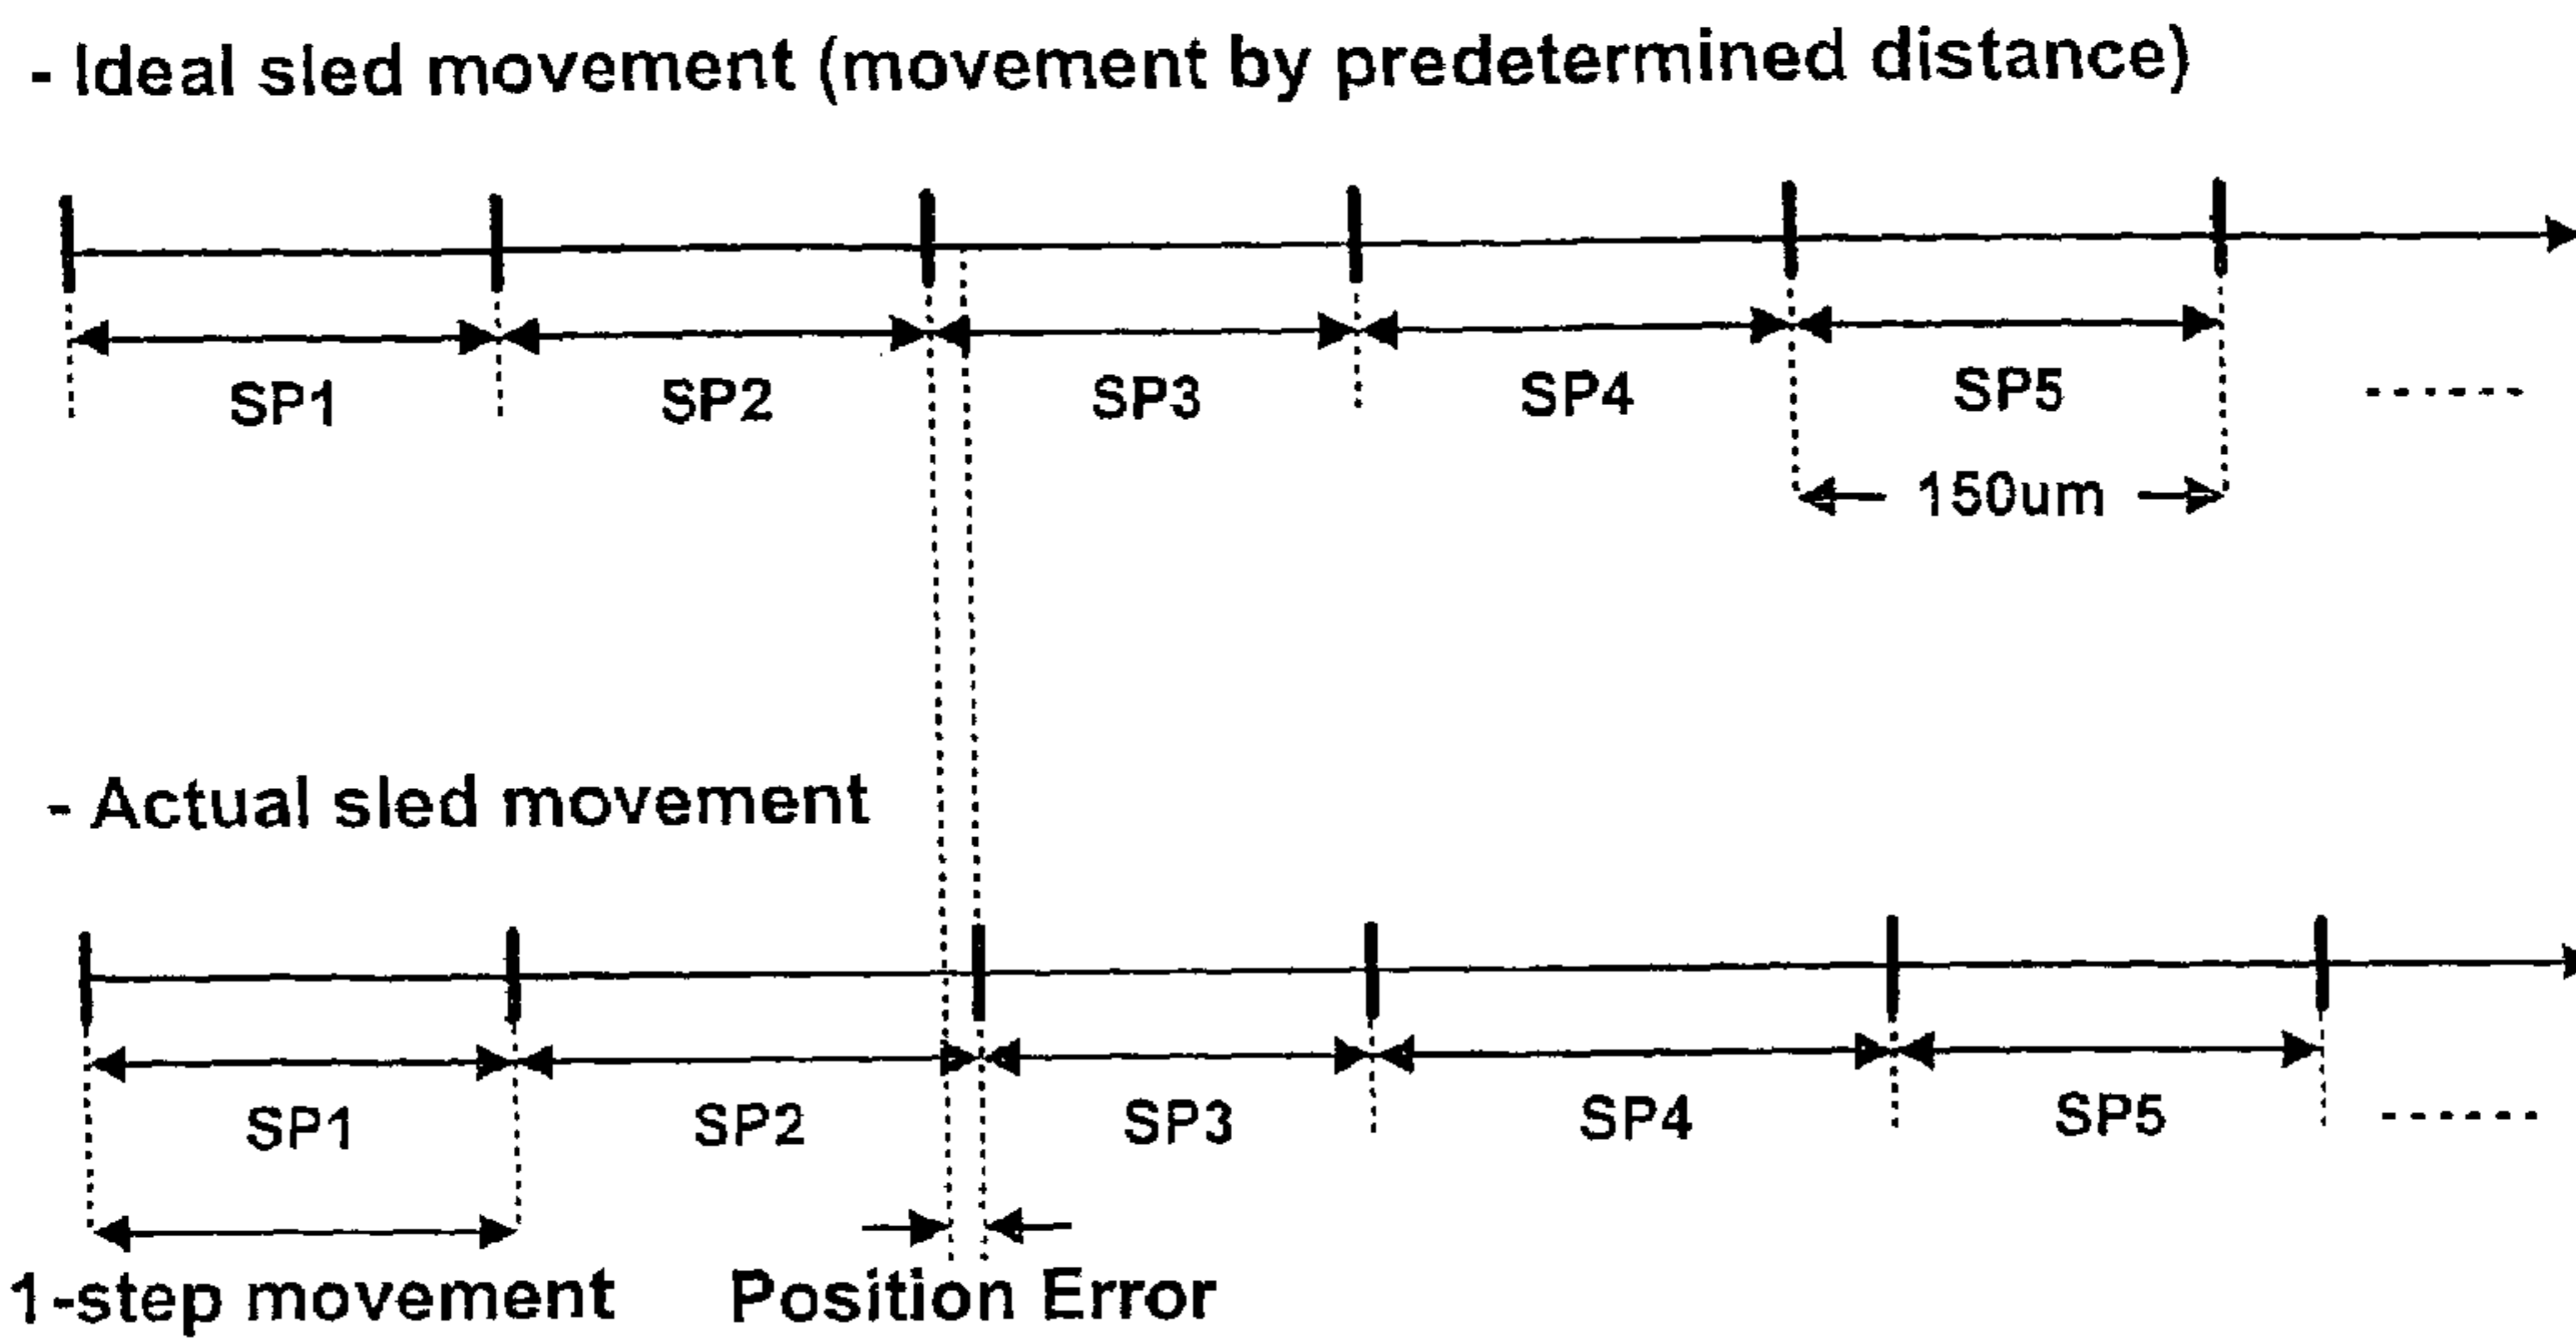 - Ideal sled movement (movement by predetermined distance)
SP1 SP2 SP3 SP4 SP5 ------
150um
- Actual sled movement
SP1 SP2 SP3 SP4 SP5 ------
1-step movement Position Error